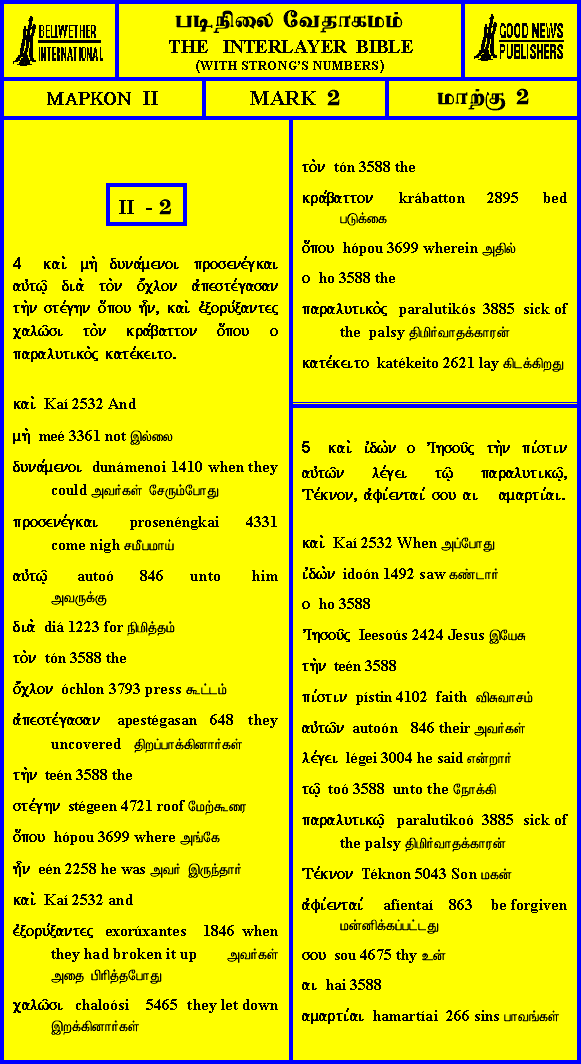 BELLWETHER
INTERNATIONAL
படிநிலை வேதாகமம்
THE INTERLAYER BIBLE
(WITH STRONG'S NUMBERS)
GOOD NEWS
PUBLISHERS
ΜΑΡΚΟΝ II
MARK 2
மாற்கு 2
II - 2
4 καὶ μὴ δυνάμενοι προσενέγκαι
αὐτῷ διὰ τὸν ὄχλον ἀπεστέγασαν
τὴν στέγην ὅπου ἦν, καὶ ἐξορύξαντες
χαλῶσι τὸν κράβαττον ὅπου ο
παραλυτικὸς κατέκειτο.
καὶ Kaí 2532 And
μὴ meé 3361 not இல்லை
δυνάμενοι dunámenoi 1410 when they
could அவர்கள் சேரும்போது
προσενέγκαι prosenéngkai 4331
come nigh சமீபமாய்
αὐτῷ autoó 846 unto him
அவருக்கு
διὰ diá 1223 for நிமித்தம்
τὸν tón 3588 the
ὄχλον óchlon 3793 press கூட்டம்
ἀπεστέγασαν apestégasan 648 they
uncovered திறப்பாக்கினார்கள்
τὴν teén 3588 the
στέγην stégeen 4721 roof மேற்கூரை
ὅπου hópou 3699 where அங்கே
ἦν eén 2258 he was அவர் இருந்தார்
καὶ Kaí 2532 and
ἐξορύξαντες exorúxantes 1846 when
they had broken it up அவர்கள்
அதை பிரித்தபோது
χαλῶσι chaloósi 5465 they let down
இறக்கினார்கள்
τὸν tón 3588 the
κράβαττον krábatton 2895 bed
படுக்கை
ὅπου hópou 3699 wherein அதில்
ο ho 3588 the
παραλυτικὸς paralutikós 3885 sick of
the palsy திமிர்வாதக்காரன்
κατέκειτο katékeito 2621 lay கிடக்கிறது
5 καὶ ἰδὼν ο Ἰησοῦς τὴν πίστιν
αὐτῶν λέγει τῷ παραλυτικῷ,
Τέκνον, ἀφίενταί σου αι αμαρτίαι.
καὶ Kaí 2532 When அப்போது
ἰδὼν idoón 1492 saw கண்டார்
ο ho 3588
Ἰησοῦς Ieesoús 2424 Jesus இயேசு
τὴν teén 3588
πίστιν pístin 4102 faith விசுவாசம்
αὐτῶν autoón 846 their அவர்கள்
λέγει légei 3004 he said என்றார்
τῷ toó 3588 unto the நோக்கி
παραλυτικῷ paralutikoó 3885 sick of
the palsy திமிர்வாதக்காரன்
Τέκνον Téknon 5043 Son மகன்
ἀφίενταί afíentaí 863 be forgiven
மன்னிக்கப்பட்டது
σου sou 4675 thy உன்
αι hai 3588
αμαρτίαι hamartíai 266 sins பாவங்கள்